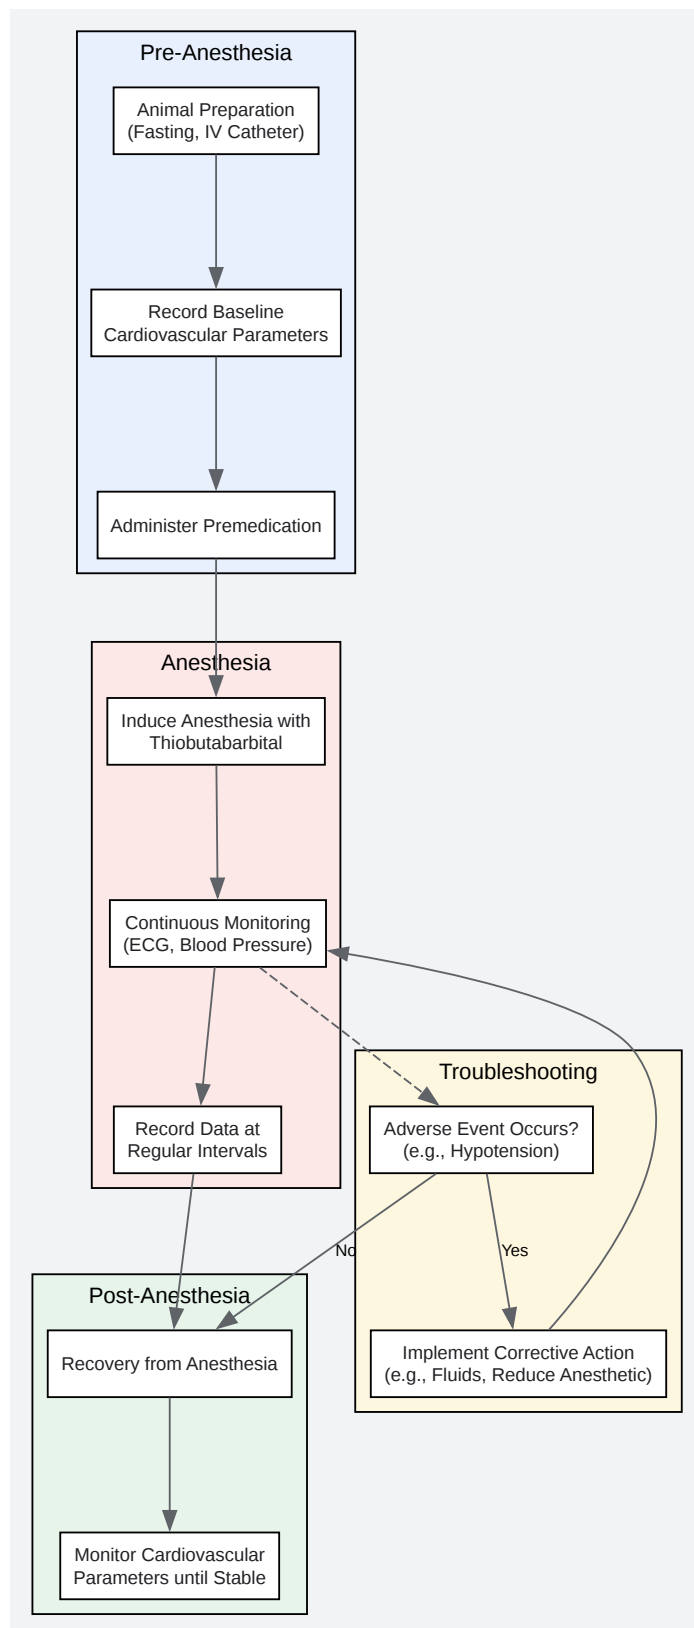 Pre-Anesthesia
Animal Preparation
(Fasting, IV Catheter)
Record Baseline
Cardiovascular Parameters
Administer Premedication
Anesthesia
Induce Anesthesia with
Thiobutabarbital
Continuous Monitoring
(ECG, Blood Pressure)
Record Data at
Regular Intervals
Troubleshooting
Adverse Event Occurs?
(e.g., Hypotension)
No
Yes
Implement Corrective Action
(e.g., Fluids, Reduce Anesthetic)
Post-Anesthesia
Recovery from Anesthesia
Monitor Cardiovascular
Parameters until Stable